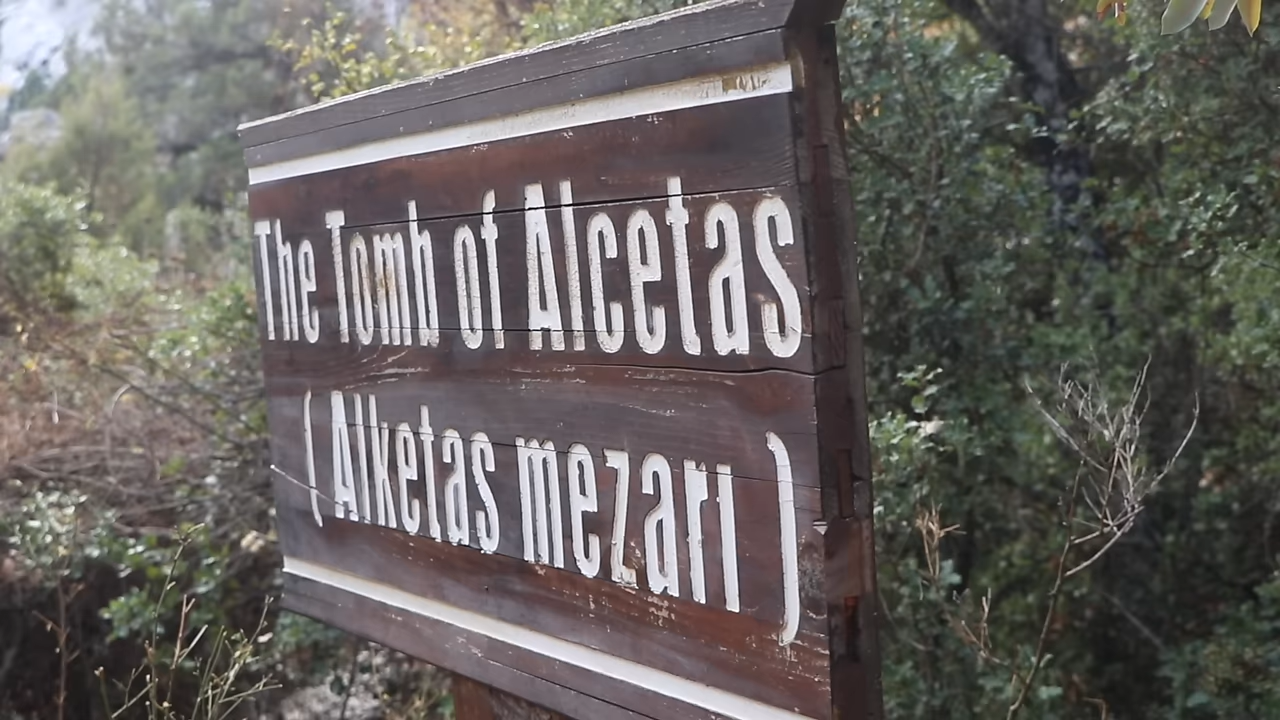 The Tomb of Alcetas
( Alketas mezarı )